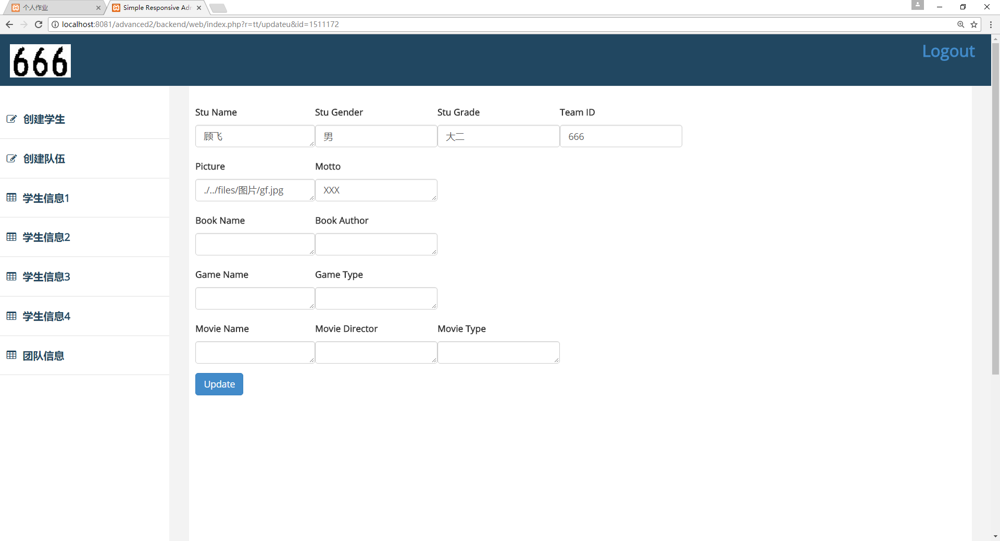 个人作业
Simple Responsive Adr
localhost:8081/advanced2/backend/web/index.php?r=tt/updateu&id=1511172
666
Logout
创建学生
创建队伍
学生信息1
学生信息2
学生信息3
学生信息4
团队信息
Stu Name Stu Gender Stu Grade Team ID
顾飞 男 大二 666
Picture Motto
./../files/图片/gf.jpg XXX
Book Name Book Author
Game Name Game Type
Movie Name Movie Director Movie Type
Update